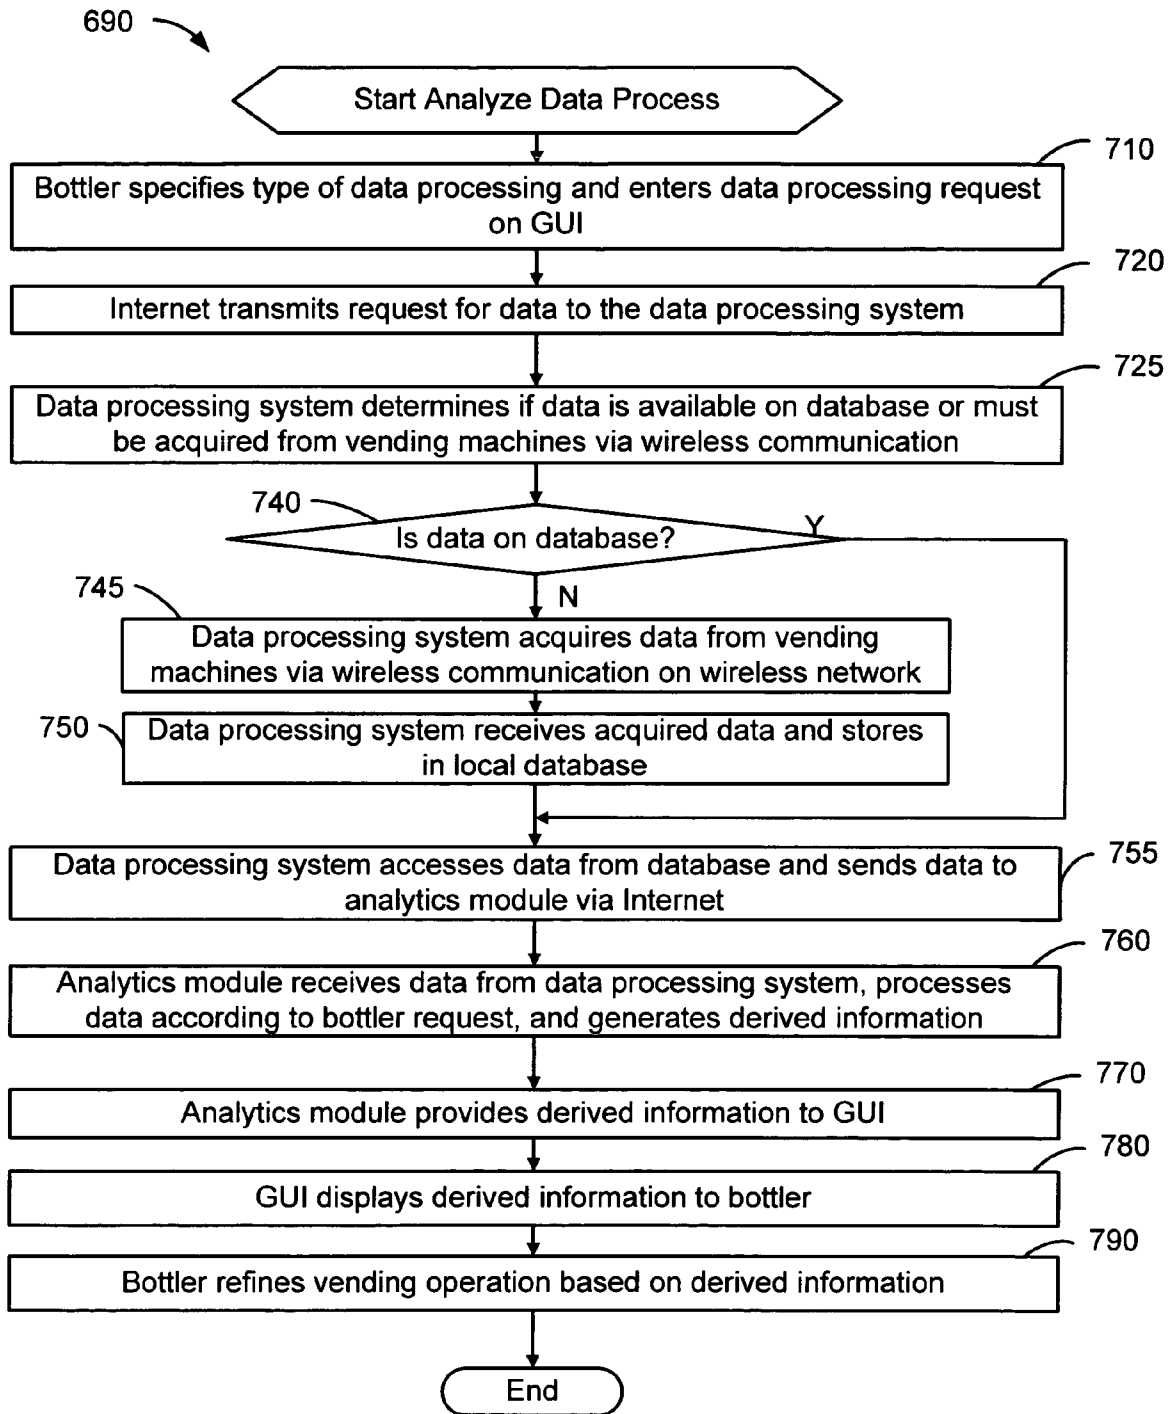 690
Start Analyze Data Process
710
Bottler specifies type of data processing and enters data processing request
on GUI
720
Internet transmits request for data to the data processing system
725
Data processing system determines if data is available on database or must
be acquired from vending machines via wireless communication
740
Is data on database?
Y
N
745
Data processing system acquires data from vending
machines via wireless communication on wireless network
750
Data processing system receives acquired data and stores
in local database
755
Data processing system accesses data from database and sends data to
analytics module via Internet
760
Analytics module receives data from data processing system, processes
data according to bottler request, and generates derived information
770
Analytics module provides derived information to GUI
780
GUI displays derived information to bottler
790
Bottler refines vending operation based on derived information
End